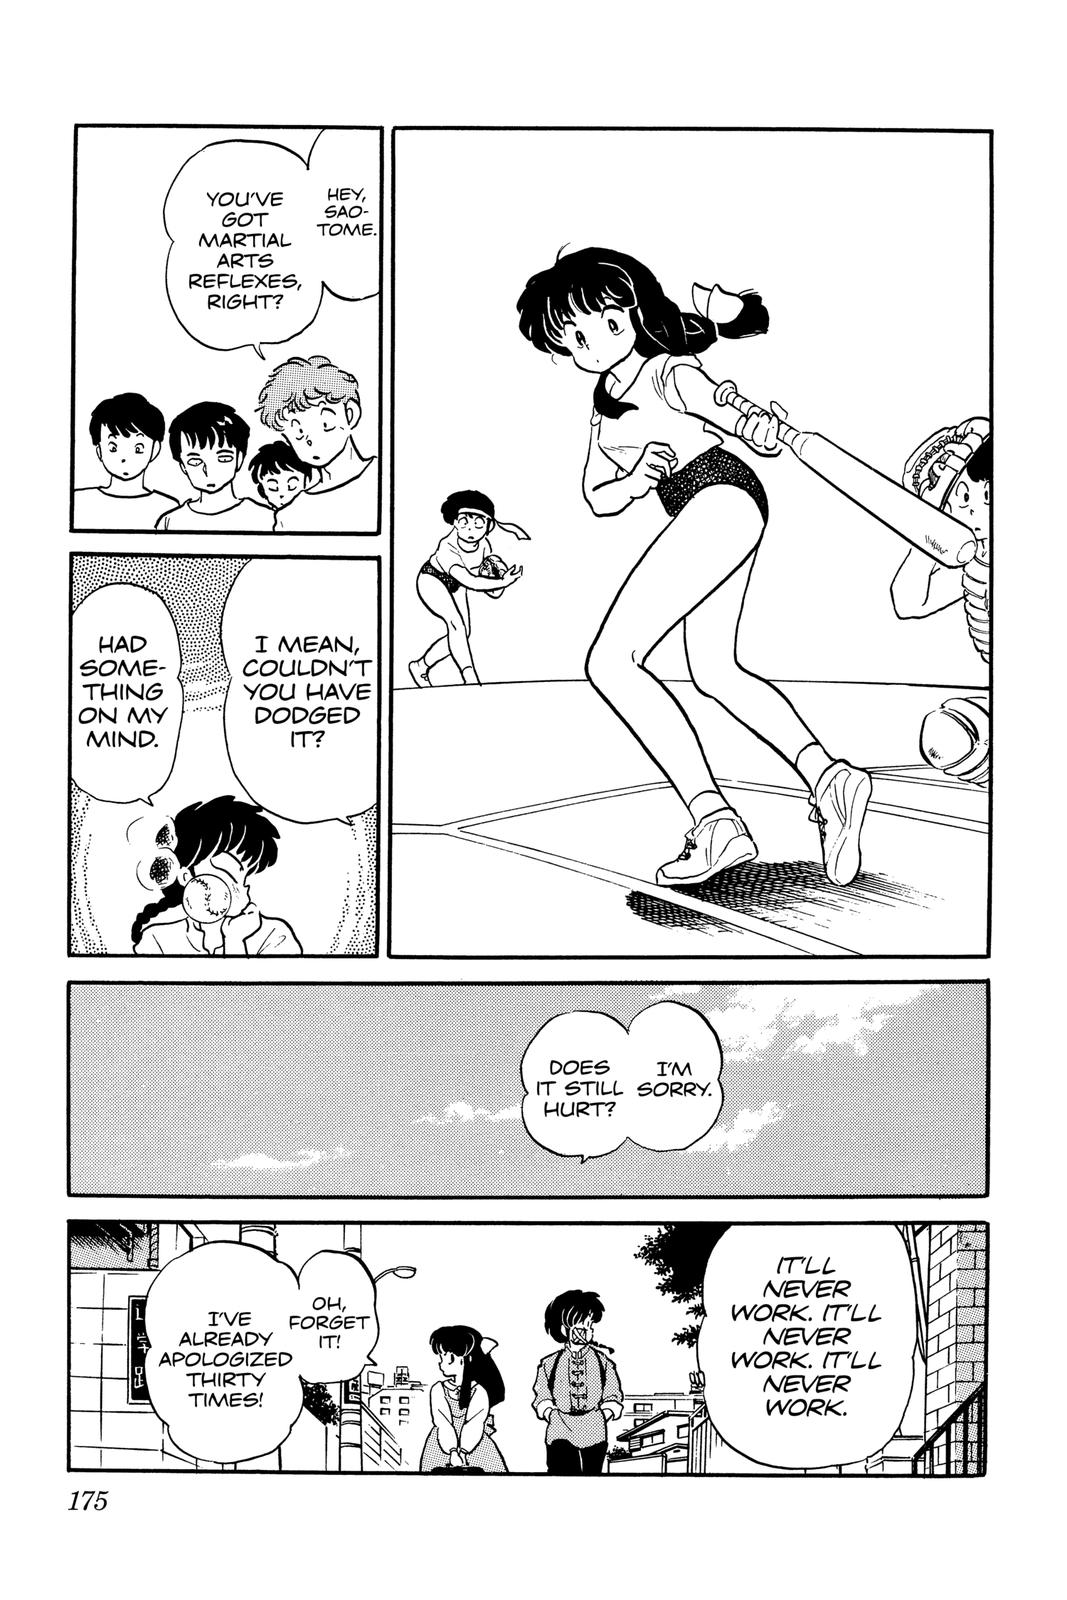 HEY,
SAO-
TOME.
YOU'VE
GOT
MARTIAL
ARTS
REFLEXES,
RIGHT?
I MEAN,
COULDN'T
YOU HAVE
DODGED
IT?
HAD
SOME-
THING
ON MY
MIND.
I'M
SORRY.
DOES
IT STILL
HURT?
IT'LL
NEVER
WORK. IT'LL
NEVER
WORK. IT'LL
NEVER
WORK.
OH,
FORGET
IT!
I'VE
ALREADY
APOLOGIZED
THIRTY
TIMES!
175